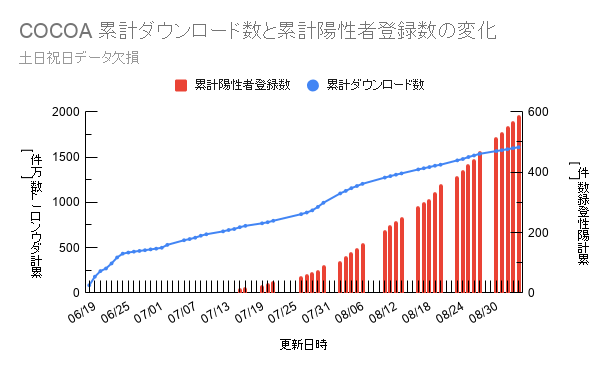 COCOA 累計ダウンロード数と累計陽性者登録数の変化
土日祝日データ欠損
累計陽性者登録数 累計ダウンロード数
2000
1500
1000
500
0
累計ダウンロード数[万件]
600
400
200
0
累計陽性登録数[件]
06/19 06/25 07/01 07/07 07/13 07/19 07/25 07/31 08/06 08/12 08/18 08/24 08/30
更新日時